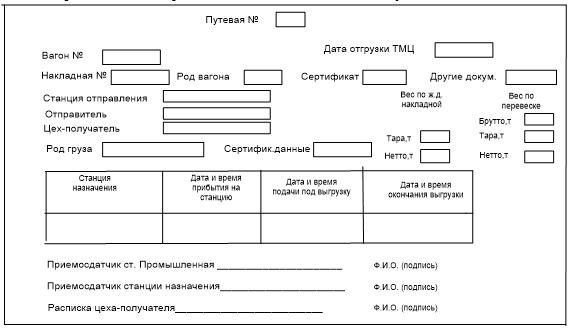 Путевая №
Дата отгрузки ТМЦ
Вагон №
Накладная № Род вагона Сертификат Другие докум.
Станция отправления
Вес по ж.д.
накладной
Вес по
перевеске
Отправитель
Брутто,т
Цех-получатель
Тара,т Тара,т
Род груза Сертифик.данные Нетто,т Нетто,т
Станция
назначения
Дата и время
прибытия на
станцию
Дата и время
подачи под выгрузку
Дата и время
окончания выгрузки
Приемосдатчик ст. Промышленная ________________________ Ф.И.О. (подпись)
Приемосдатчик станции назначения________________________ Ф.И.О. (подпись)
Расписка цеха-получателя____________________________ Ф.И.О. (подпись)